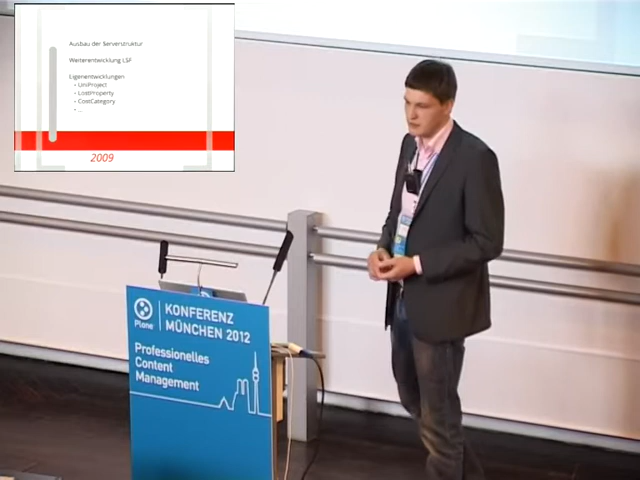 Ausbau der Serverstruktur
Weiterentwicklung LSF
Eigenentwicklungen
• UniProject
• LostProperty
• CostCategory
• ...
2009
Plone
KONFERENZ
MÜNCHEN 2012
Professionelles
Content
Management